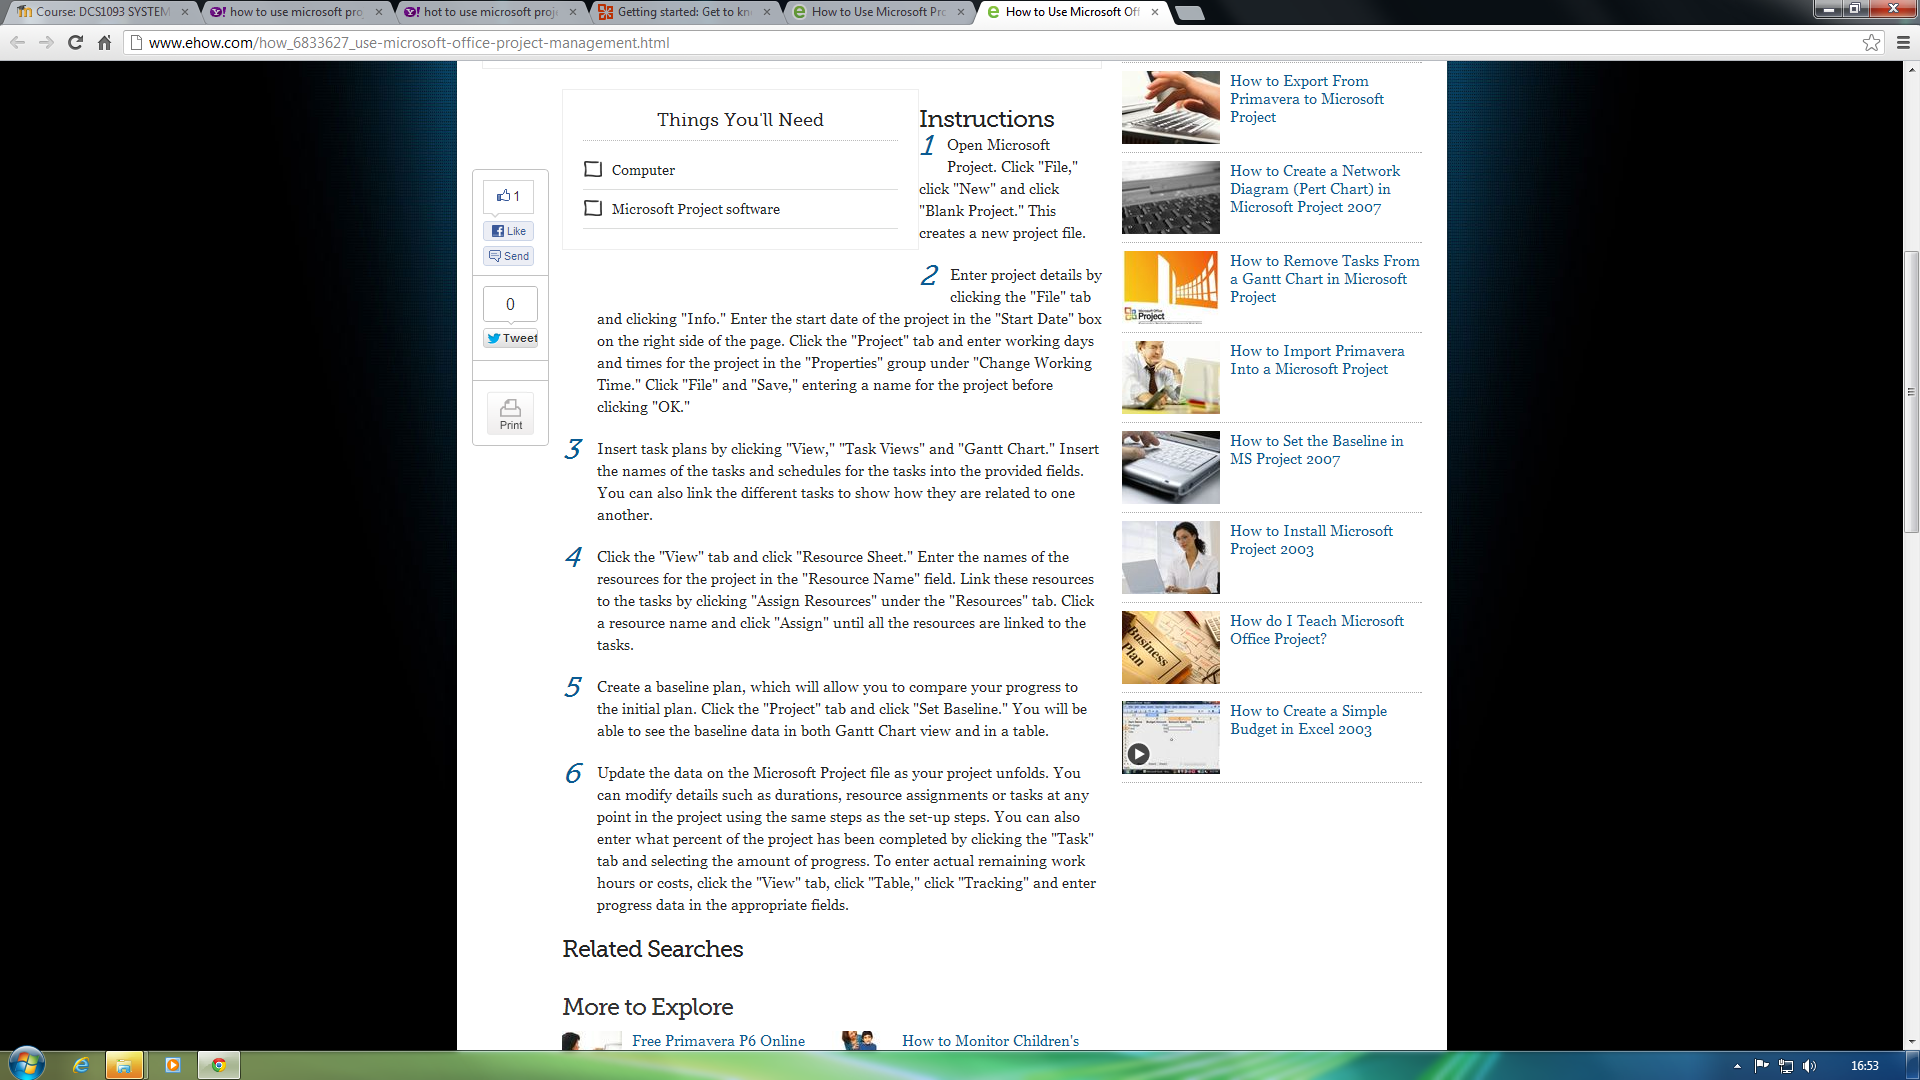 Course: DCS1093 SYSTEM
how to use microsoft pro
hot to use microsoft proj
Getting started: Get to kn
How to Use Microsoft Pro
How to Use Microsoft Off
www.ehow.com/how_6833627_use-microsoft-office-project-management.html
Things You'll Need
Computer
Microsoft Project software
1
Like
Send
0
Tweet
Print
Instructions
1 Open Microsoft
Project. Click "File,"
click "New" and click
"Blank Project." This
creates a new project file.
2 Enter project details by
clicking the "File" tab
and clicking "Info." Enter the start date of the project in the "Start Date" box
on the right side of the page. Click the "Project" tab and enter working days
and times for the project in the "Properties" group under "Change Working
Time." Click "File" and "Save," entering a name for the project before
clicking "OK."
3 Insert task plans by clicking "View," "Task Views" and "Gantt Chart." Insert
the names of the tasks and schedules for the tasks into the provided fields.
You can also link the different tasks to show how they are related to one
another.
4 Click the "View" tab and click "Resource Sheet." Enter the names of the
resources for the project in the "Resource Name" field. Link these resources
to the tasks by clicking "Assign Resources" under the "Resources" tab. Click
a resource name and click "Assign" until all the resources are linked to the
tasks.
5 Create a baseline plan, which will allow you to compare your progress to
the initial plan. Click the "Project" tab and click "Set Baseline." You will be
able to see the baseline data in both Gantt Chart view and in a table.
6 Update the data on the Microsoft Project file as your project unfolds. You
can modify details such as durations, resource assignments or tasks at any
point in the project using the same steps as the set-up steps. You can also
enter what percent of the project has been completed by clicking the "Task"
tab and selecting the amount of progress. To enter actual remaining work
hours or costs, click the "View" tab, click "Table," click "Tracking" and enter
progress data in the appropriate fields.
Related Searches
More to Explore
Free Primavera P6 Online
How to Monitor Children's
How to Export From
Primavera to Microsoft
Project
How to Create a Network
Diagram (Pert Chart) in
Microsoft Project 2007
Project
How to Remove Tasks From
a Gantt Chart in Microsoft
Project
How to Import Primavera
Into a Microsoft Project
How to Set the Baseline in
MS Project 2007
How to Install Microsoft
Project 2003
Business
Plan
How do I Teach Microsoft
Office Project?
How to Create a Simple
Budget in Excel 2003
16:53